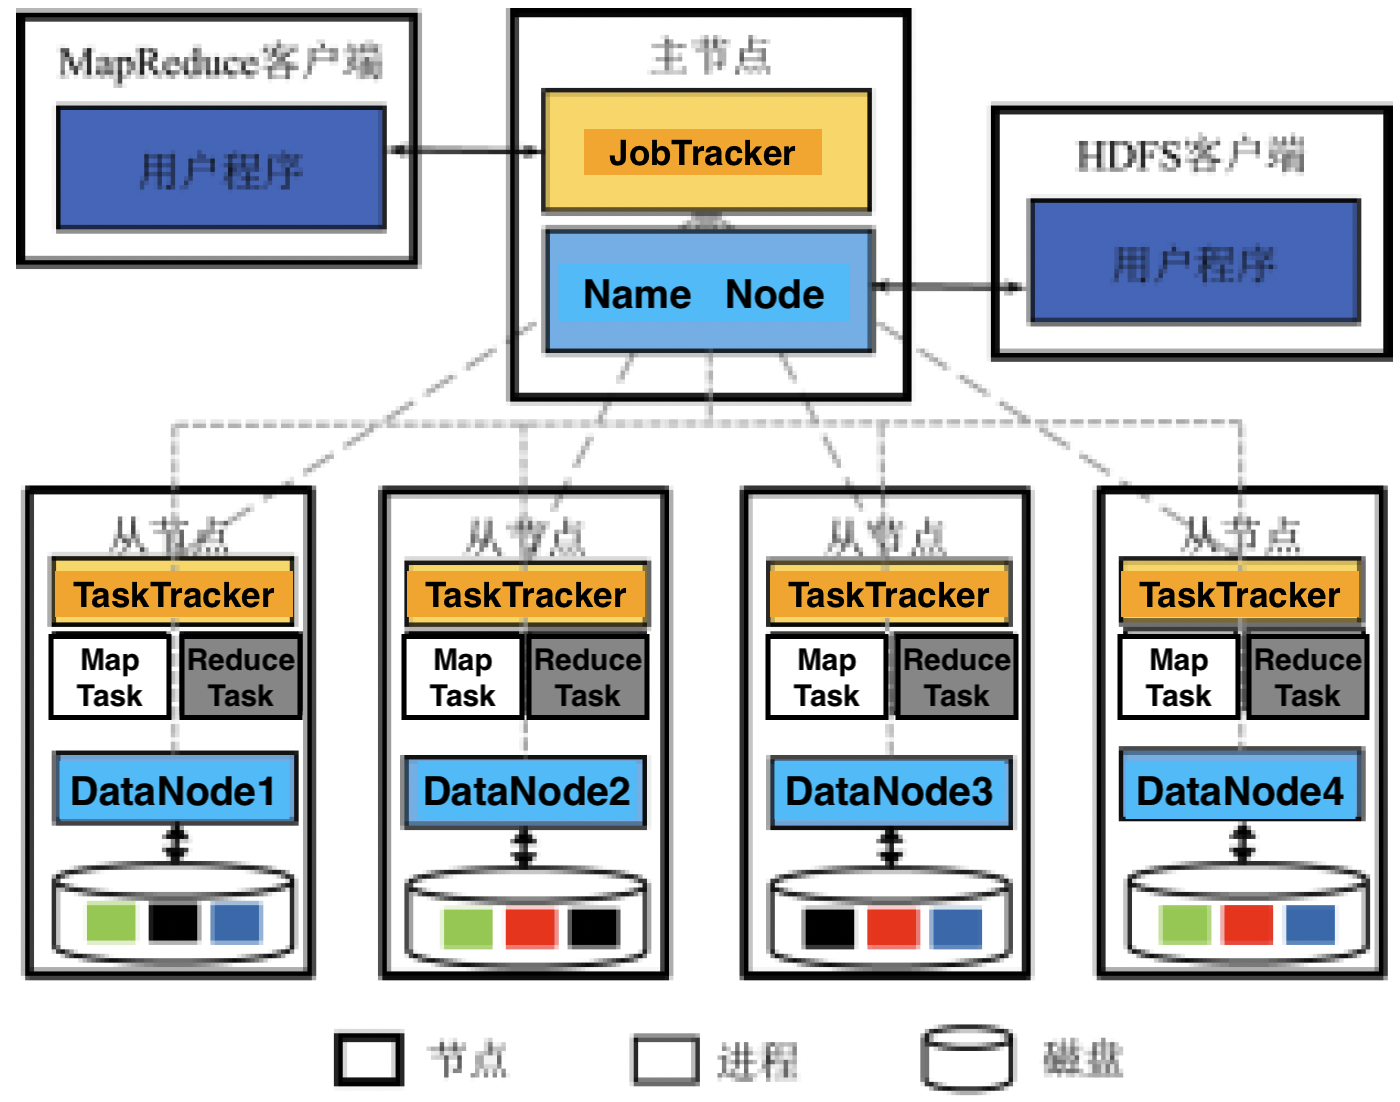 MapReduce客户端
用户程序
主节点
JobTracker
Name Node
HDFS客户端
用户程序
从节点
TaskTracker
Map Task
Reduce Task
DataNode1
从节点
TaskTracker
Map Task
Reduce Task
DataNode2
从节点
TaskTracker
Map Task
Reduce Task
DataNode3
从节点
TaskTracker
Map Task
Reduce Task
DataNode4
节点
进程
磁盘